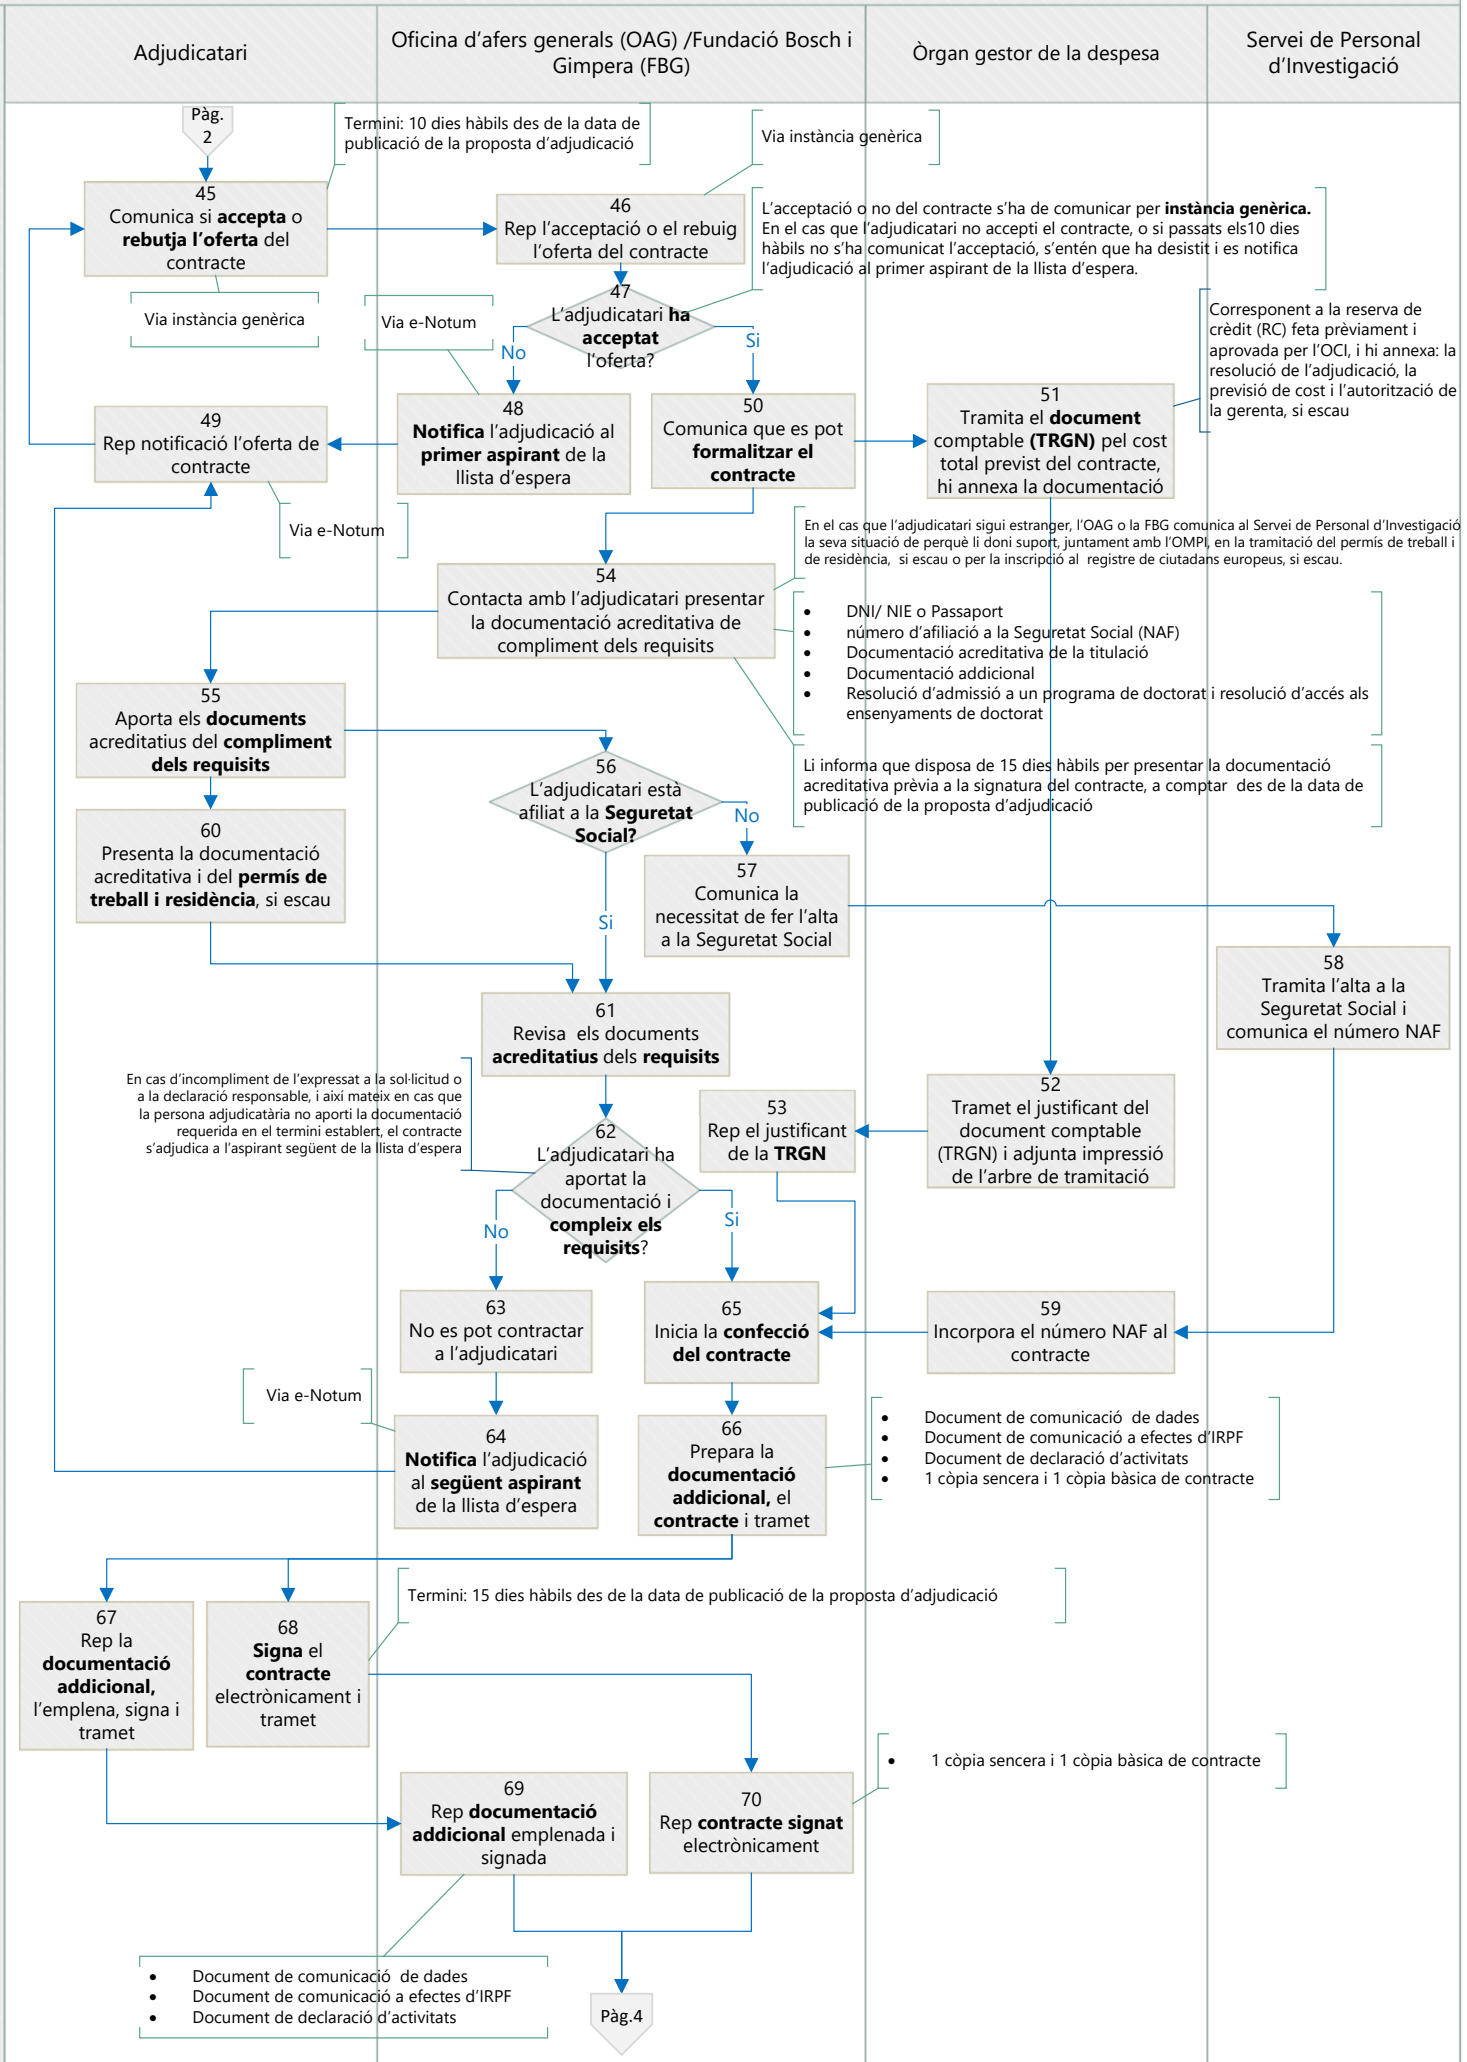 Adjudicatari
Oficina d'afers generals (OAG) /Fundació Bosch i
Gimpera (FBG)
Òrgan gestor de la despesa
Servei de Personal
d'Investigació
Pàg.
2
Termini: 10 dies hàbils des de la data de
publicació de la proposta d'adjudicació
Via instància genèrica
45
Comunica si accepta o
rebutja l'oferta del
contracte
46
Rep l'acceptació o el rebuig
l'oferta del contracte
L'acceptació o no del contracte s'ha de comunicar per instància genèrica.
En el cas que l'adjudicatari no accepti el contracte, o si passats els10 dies
hàbils no s'ha comunicat l'acceptació, s'entén que ha desistit i es notifica
l'adjudicació al primer aspirant de la llista d'espera.
Via instància genèrica
Via e-Notum
47
L'adjudicatari ha
acceptat
l'oferta?
No
Si
Corresponent a la reserva de
crèdit (RC) feta prèviament i
aprovada per l'OCI, i hi annexa: la
resolució de l'adjudicació, la
previsió de cost i l'autorització de
la gerenta, si escau
49
Rep notificació l'oferta de
contracte
48
Notifica l'adjudicació al
primer aspirant de la
llista d'espera
50
Comunica que es pot
formalitzar el
contracte
51
Tramita el document
comptable (TRGN) pel cost
total previst del contracte,
hi annexa la documentació
Via e-Notum
En el cas que l'adjudicatari sigui estranger, l'OAG o la FBG comunica al Servei de Personal d'Investigació
la seva situació de perquè li doni suport, juntament amb l'OMPI, en la tramitació del permís de treball i
de residència, si escau o per la inscripció al registre de ciutadans europeus, si escau.
54
Contacta amb l'adjudicatari presentar
la documentació acreditativa de
compliment dels requisits
• DNI/ NIE o Passaport
• número d'afiliació a la Seguretat Social (NAF)
• Documentació acreditativa de la titulació
• Documentació addicional
• Resolució d'admissió a un programa de doctorat i resolució d'accés als
ensenyaments de doctorat
55
Aporta els documents
acreditatius del compliment
dels requisits
56
L'adjudicatari està
afiliat a la Seguretat
Social?
No
Si
Li informa que disposa de 15 dies hàbils per presentar la documentació
acreditativa prèvia a la signatura del contracte, a comptar des de la data de
publicació de la proposta d'adjudicació
60
Presenta la documentació
acreditativa i del permís de
treball i residència, si escau
57
Comunica la
necessitat de fer l'alta
a la Seguretat Social
58
Tramita l'alta a la
Seguretat Social i
comunica el número NAF
61
Revisa els documents
acreditatius dels requisits
En cas d'incompliment de l'expressat a la sol·licitud o
a la declaració responsable, i així mateix en cas que
la persona adjudicatària no aporti la documentació
requerida en el termini establert, el contracte
s'adjudica a l'aspirant següent de la llista d'espera
62
L'adjudicatari ha
aportat la
documentació i
compleix els
requisits?
No
Si
53
Rep el justificant
de la TRGN
52
Tramet el justificant del
document comptable
(TRGN) i adjunta impressió
de l'arbre de tramitació
63
No es pot contractar
a l'adjudicatari
65
Inicia la confecció
del contracte
59
Incorpora el número NAF al
contracte
Via e-Notum
64
Notifica l'adjudicació
al següent aspirant
de la llista d'espera
66
Prepara la
documentació
addicional, el
contracte i tramet
• Document de comunicació de dades
• Document de comunicació a efectes d'IRPF
• Document de declaració d'activitats
• 1 còpia sencera i 1 còpia bàsica de contracte
Termini: 15 dies hàbils des de la data de publicació de la proposta d'adjudicació
67
Rep la
documentació
addicional,
l'emplena, signa i
tramet
68
Signa el
contracte
electrònicament i
tramet
• 1 còpia sencera i 1 còpia bàsica de contracte
69
Rep documentació
addicional emplenada i
signada
70
Rep contracte signat
electrònicament
• Document de comunicació de dades
• Document de comunicació a efectes d'IRPF
• Document de declaració d'activitats
Pàg.4